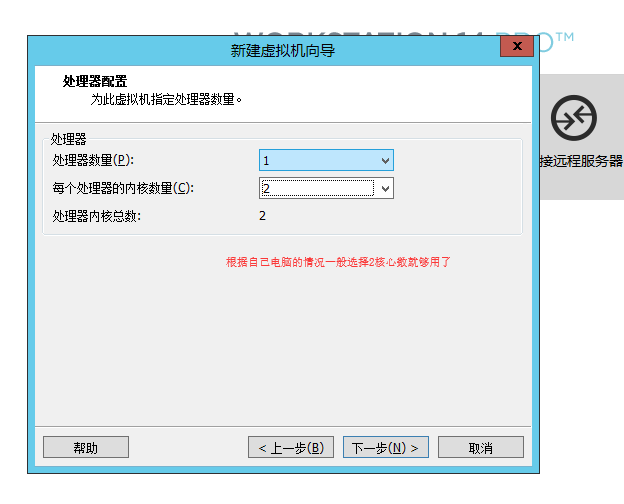 WORKSTATION 14 PRO™
新建虚拟机向导
x
处理器配置
为此虚拟机指定处理器数量。
处理器
处理器数量(P): 1
每个处理器的内核数量(C): 2
处理器内核总数: 2
根据自己电脑的情况一般选择2核心数就够用了
接远程服务器
帮助
< 上一步(B)
下一步(N) >
取消